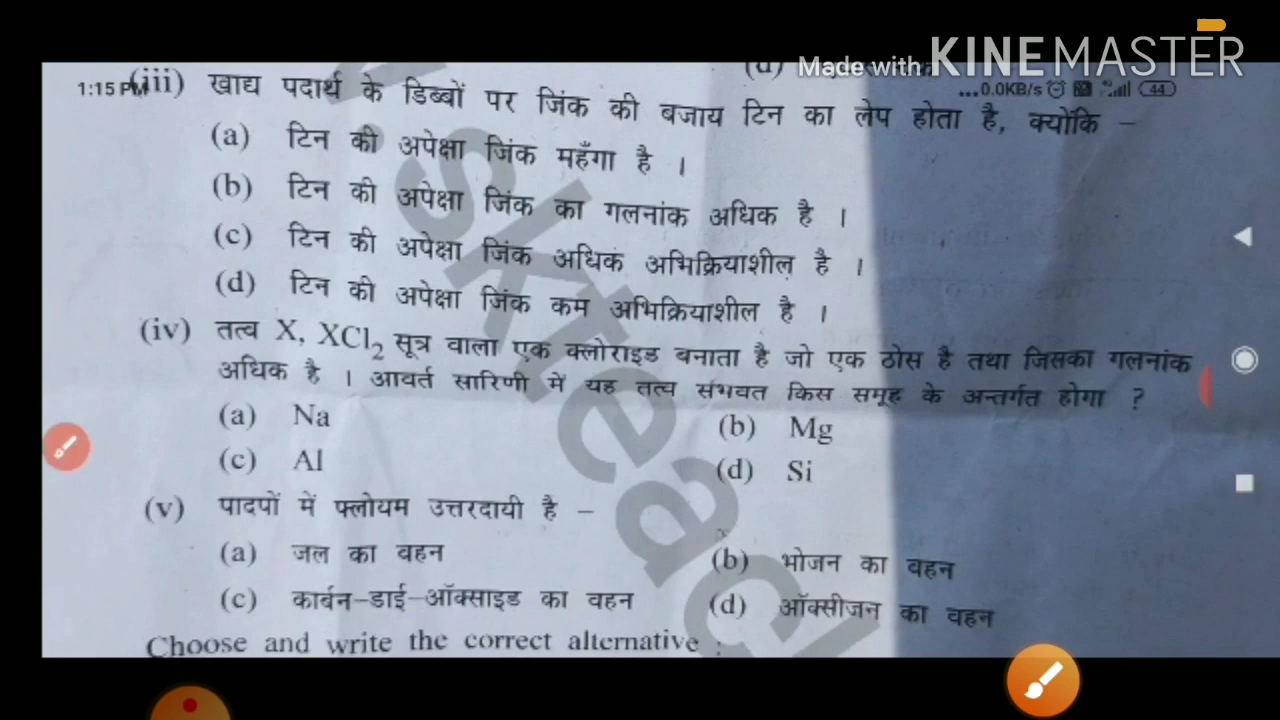 Made with KINEMASTER
1:15 PM
...0.0KB/s 44
(iii) खाद्य पदार्थ के डिब्बों पर जिंक की बजाय टिन का लेप होता है, क्योंकि –
(a) टिन की अपेक्षा जिंक महँगा है ।
(b) टिन की अपेक्षा जिंक का गलनांक अधिक है ।
(c) टिन की अपेक्षा जिंक अधिक अभिक्रियाशील है ।
(d) टिन की अपेक्षा जिंक कम अभिक्रियाशील है ।
(iv) तत्व X, XCl2 सूत्र वाला एक क्लोराइड बनाता है जो एक ठोस है तथा जिसका गलनांक
अधिक है । आवर्त सारिणी में यह तत्व संभवत किस समूह के अन्तर्गत होगा ?
(a) Na (b) Mg
(c) Al (d) Si
(v) पादपों में फ्लोयम उत्तरदायी है –
(a) जल का वहन (b) भोजन का वहन
(c) कार्बन–डाई–ऑक्साइड का वहन (d) ऑक्सीजन का वहन
Choose and write the correct alternative :